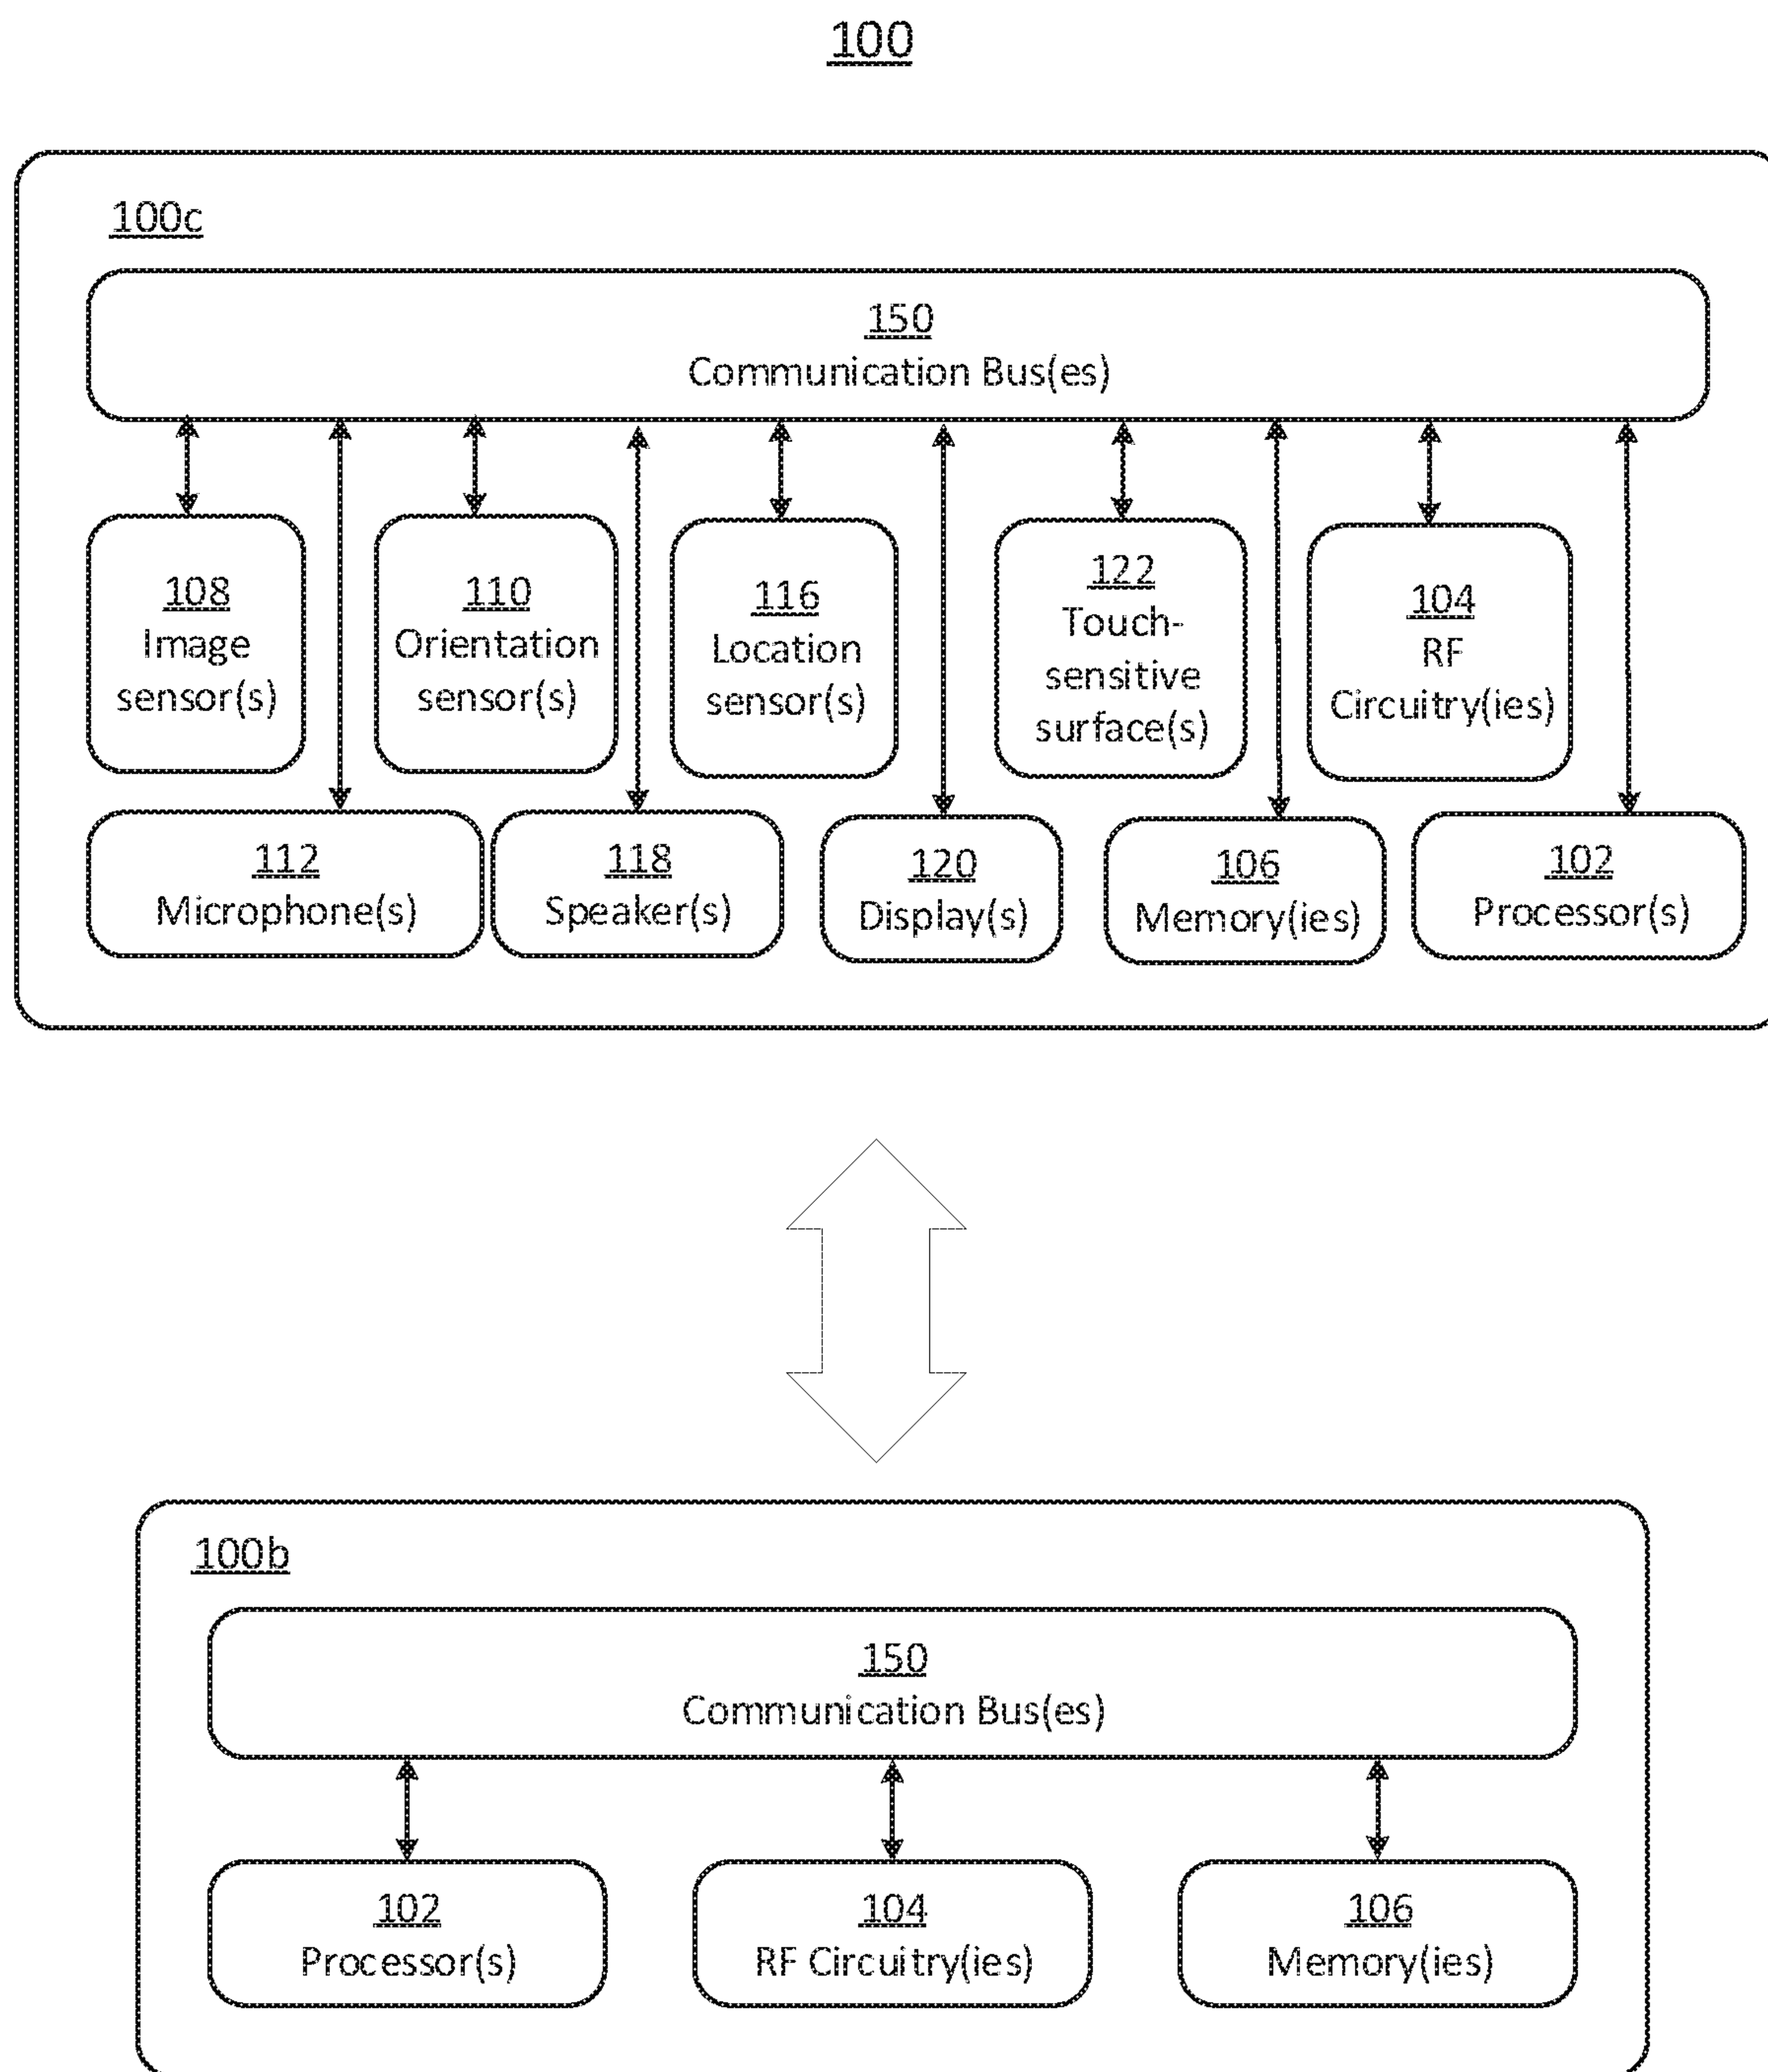 100
100c
150
Communication Bus(es)
108
Image
sensor(s)
110
Orientation
sensor(s)
116
Location
sensor(s)
122
Touch-
sensitive
surface(s)
104
RF
Circuitry(ies)
112
Microphone(s)
118
Speaker(s)
120
Display(s)
106
Memory(ies)
102
Processor(s)
100b
150
Communication Bus(es)
102
Processor(s)
104
RF Circuitry(ies)
106
Memory(ies)